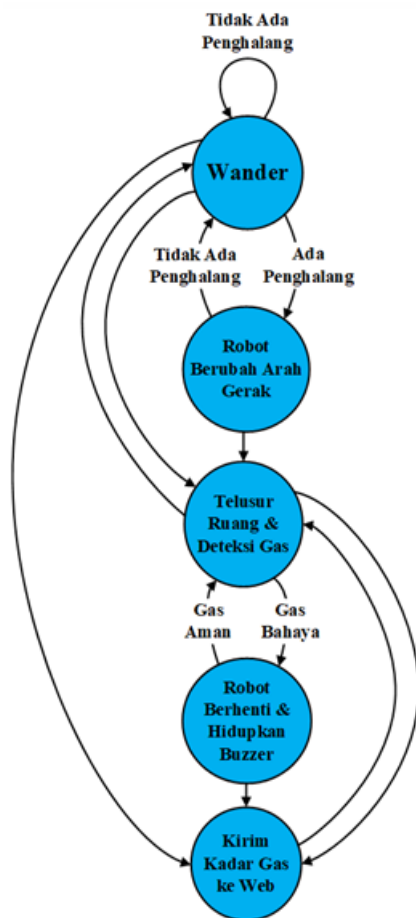 Tidak Ada
Penghalang
Wander
Tidak Ada
Penghalang
Ada
Penghalang
Robot
Berubah Arah
Gerak
Telusur
Ruang &
Deteksi Gas
Gas
Aman
Gas
Bahaya
Robot
Berhenti &
Hidupkan
Buzzer
Kirim
Kadar Gas
ke Web